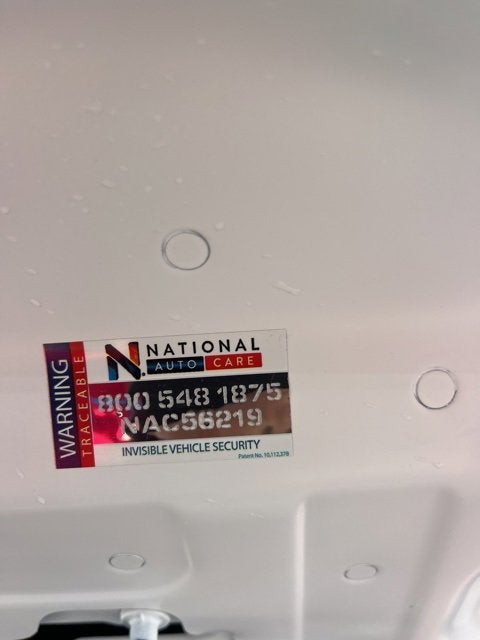 WARNING
TRACEABLE
N.
NATIONAL
AUTO CARE
800 548 1875
NAC56219
INVISIBLE VEHICLE SECURITY
Patent No. 10,112,378